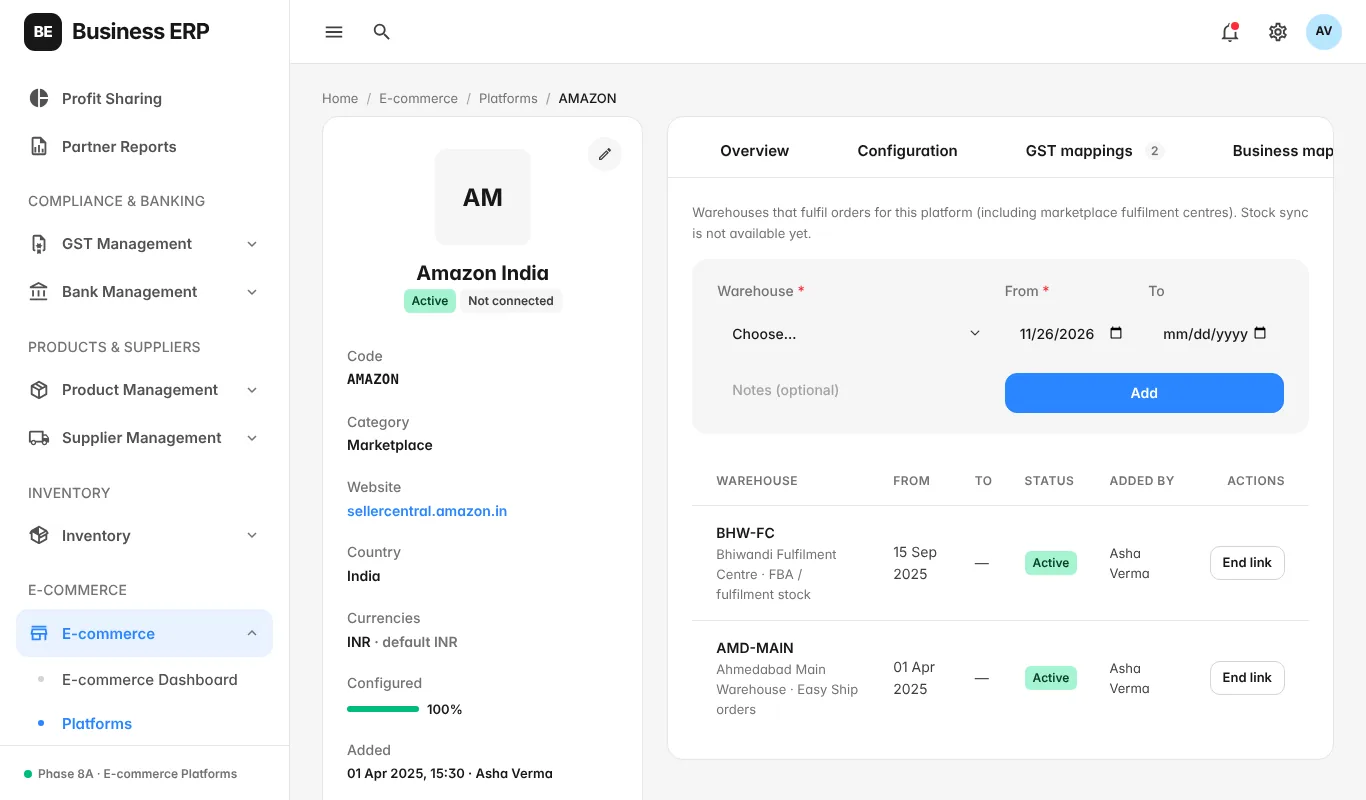 BE Business ERP
Profit Sharing
Partner Reports
COMPLIANCE & BANKING
GST Management
Bank Management
PRODUCTS & SUPPLIERS
Product Management
Supplier Management
INVENTORY
Inventory
E-COMMERCE
E-commerce
E-commerce Dashboard
Platforms
Phase 8A · E-commerce Platforms
AV
Home / E-commerce / Platforms / AMAZON
AM
Amazon India
Active Not connected
Code
AMAZON
Category
Marketplace
Website
sellercentral.amazon.in
Country
India
Currencies
INR · default INR
Configured
100%
Added
01 Apr 2025, 15:30 · Asha Verma
Overview Configuration GST mappings 2 Business map
Warehouses that fulfil orders for this platform (including marketplace fulfilment centres). Stock sync
is not available yet.
Warehouse * From * To
Choose... 11/26/2026 mm/dd/yyyy
Notes (optional) Add
WAREHOUSE FROM TO STATUS ADDED BY ACTIONS
BHW-FC
Bhiwandi Fulfilment
Centre · FBA /
fulfilment stock
15 Sep
2025
—
Active
Asha
Verma
End link
AMD-MAIN
Ahmedabad Main
Warehouse · Easy Ship
orders
01 Apr
2025
—
Active
Asha
Verma
End link